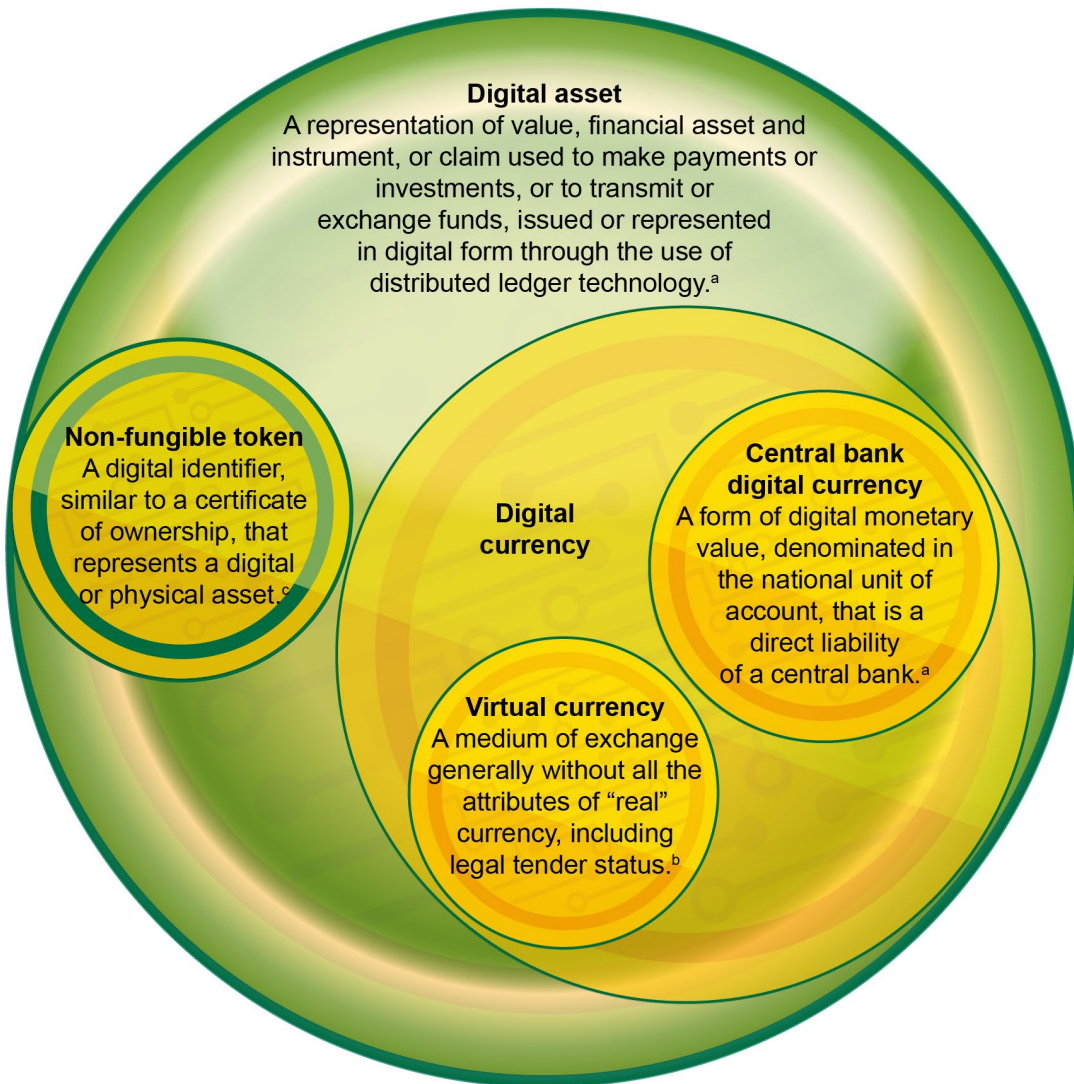 Digital asset
A representation of value, financial asset and
instrument, or claim used to make payments or
investments, or to transmit or
exchange funds, issued or represented
in digital form through the use of
distributed ledger technology.ᵃ
Non-fungible token
A digital identifier,
similar to a certificate
of ownership, that
represents a digital
or physical asset.ᶜ
Digital
currency
Central bank
digital currency
A form of digital monetary
value, denominated in
the national unit of
account, that is a
direct liability
of a central bank.ᵃ
Virtual currency
A medium of exchange
generally without all the
attributes of “real”
currency, including
legal tender status.ᵇ